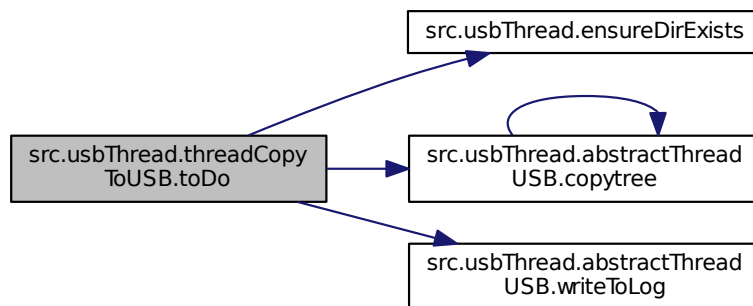 src.usbThread.ensureDirExists
src.usbThread.threadCopy
ToUSB.toDo
src.usbThread.abstractThread
USB.copytree
src.usbThread.abstractThread
USB.writeToLog